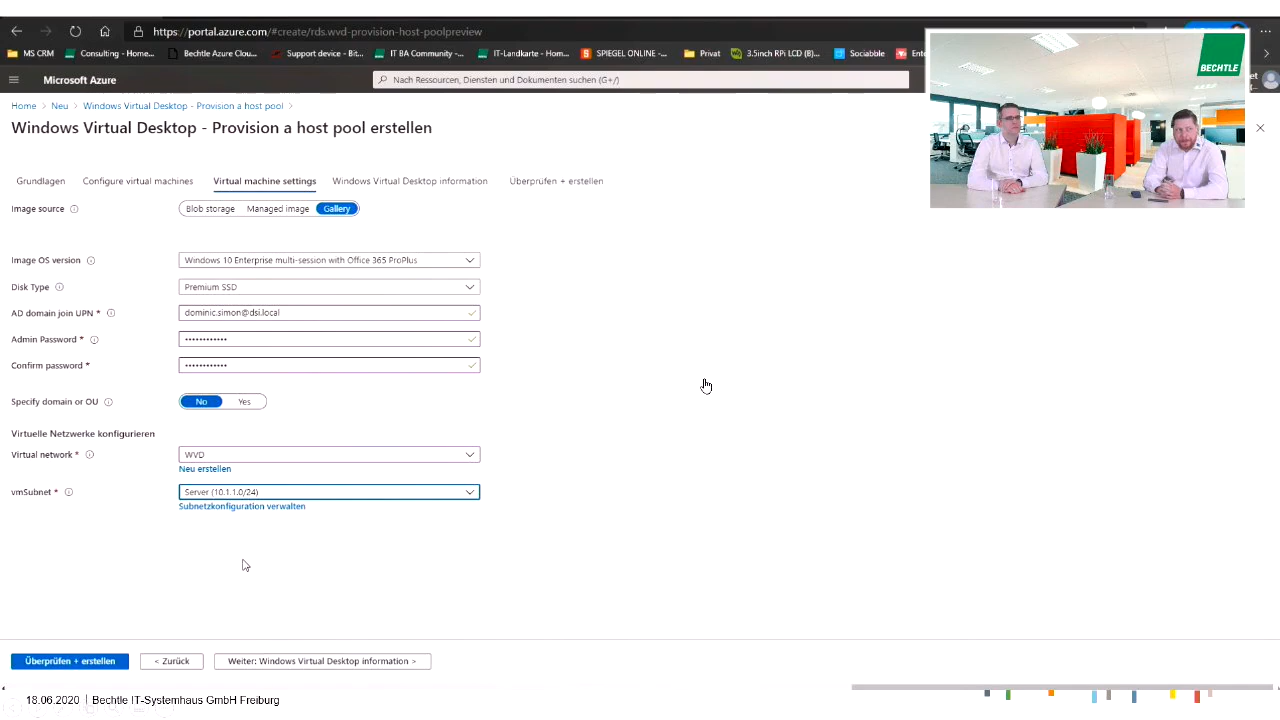 https://portal.azure.com/#create/rds.wvd-provision-host-poolpreview
MS CRM
Consulting - Home...
Bechtle Azure Cloud...
Support device - Bi...
IT BA Community -...
IT-Landkarte - Hom...
SPIEGEL ONLINE -...
Privat
3.5inch RPi LCD (B)...
Sociabble
BECHTLE
Microsoft Azure
Nach Ressourcen, Diensten und Dokumenten suchen (G+/)
Home > Neu > Windows Virtual Desktop - Provision a host pool >
Windows Virtual Desktop - Provision a host pool erstellen
Grundlagen
Configure virtual machines
Virtual machine settings
Windows Virtual Desktop information
Überprüfen + erstellen
Image source
Blob storage
Managed image
Gallery
Image OS version
Windows 10 Enterprise multi-session with Office 365 ProPlus
Disk Type
Premium SSD
AD domain join UPN *
dominic.simon@dsi.local
Admin Password *
••••••••••••
Confirm password *
••••••••••••
Specify domain or OU
No
Yes
Virtuelle Netzwerke konfigurieren
Virtual network *
WVD
Neu erstellen
vmSubnet *
Server (10.1.1.0/24)
Subnetzkonfiguration verwalten
Überprüfen + erstellen
< Zurück
Weiter: Windows Virtual Desktop information >
18.06.2020 | Bechtle IT-Systemhaus GmbH Freiburg